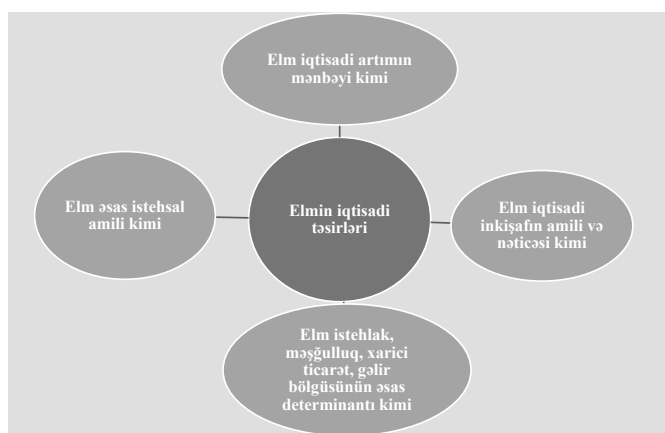 Elm iqtisadi artımın
mənbəyi kimi
Elm əsas istehsal
amili kimi
Elmin iqtisadi
təsirləri
Elm iqtisadi
inkişafın amili və
nəticəsi kimi
Elm istehlak,
məşğulluq, xarici
ticarət, gəlir
bölgüsünün əsas
determinantı kimi